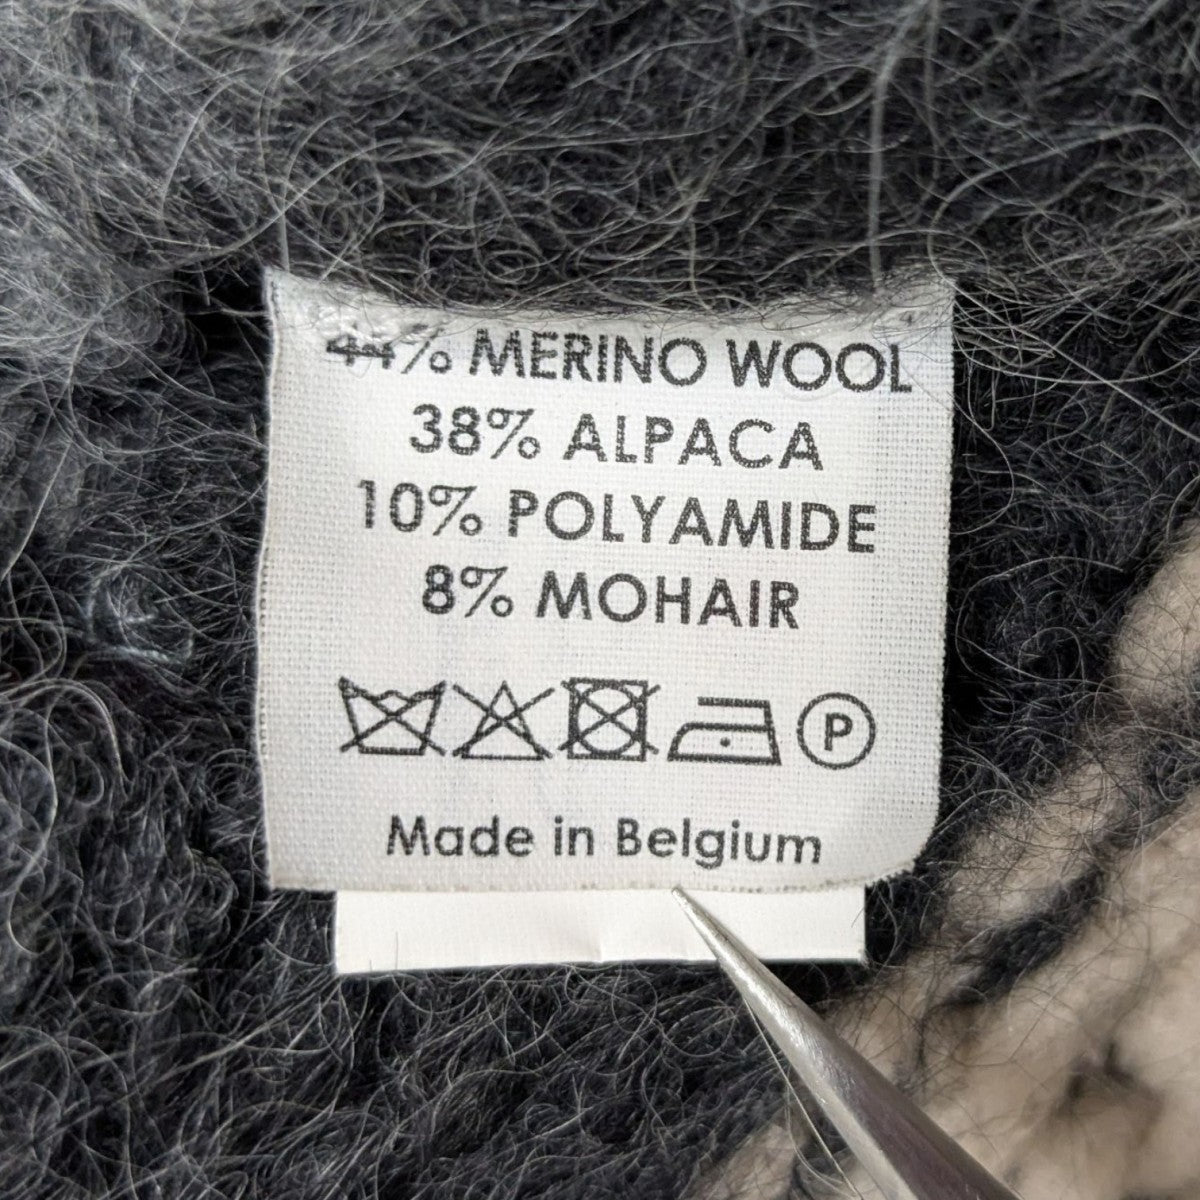 44% MERINO WOOL
38% ALPACA
10% POLYAMIDE
8% MOHAIR
P
Made in Belgium